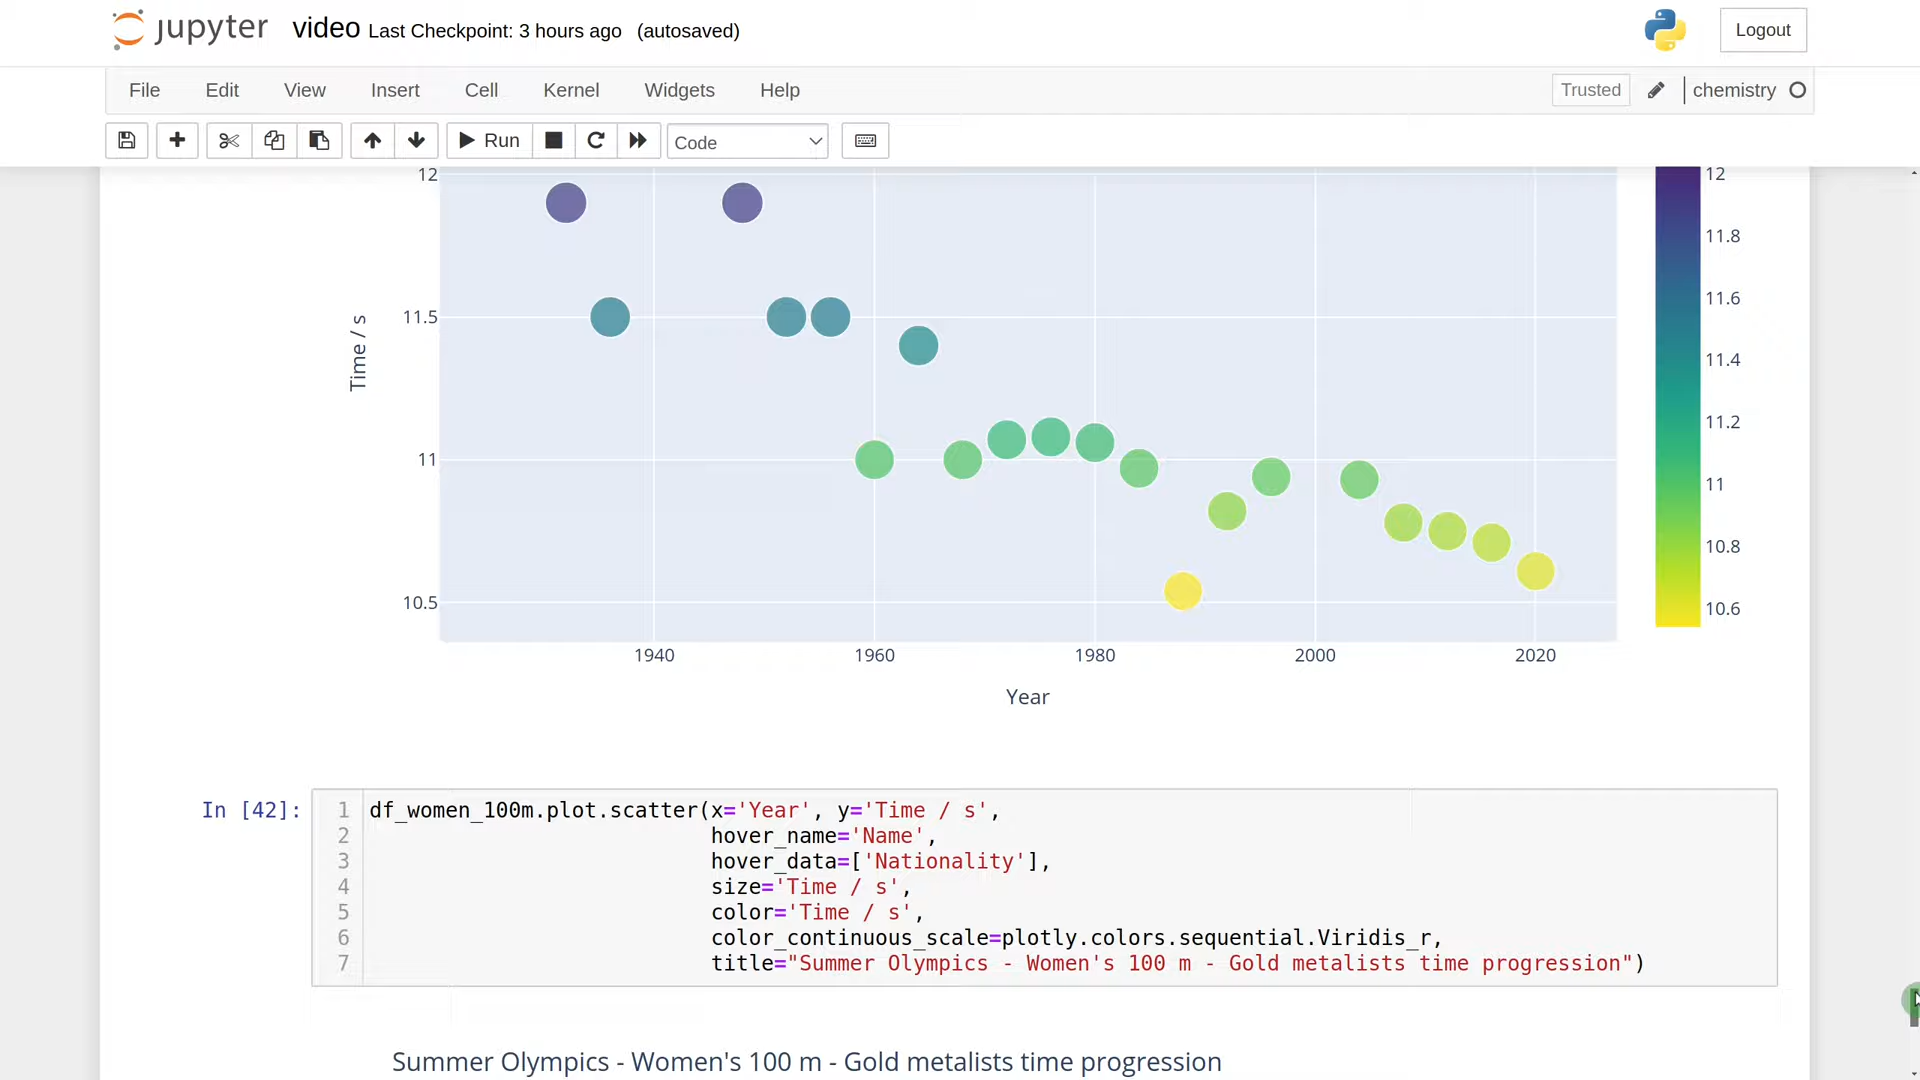 jupyter video Last Checkpoint: 3 hours ago (autosaved) Logout
File Edit View Insert Cell Kernel Widgets Help Trusted chemistry
Run Code
12
11.5
11
10.5
Time / s
1940 1960 1980 2000 2020
Year
12
11.8
11.6
11.4
11.2
11
10.8
10.6
In [42]:
1 df_women_100m.plot.scatter(x='Year', y='Time / s',
2 hover_name='Name',
3 hover_data=['Nationality'],
4 size='Time / s',
5 color='Time / s',
6 color_continuous_scale=plotly.colors.sequential.Viridis_r,
7 title="Summer Olympics - Women's 100 m - Gold metalists time progression")
Summer Olympics - Women's 100 m - Gold metalists time progression